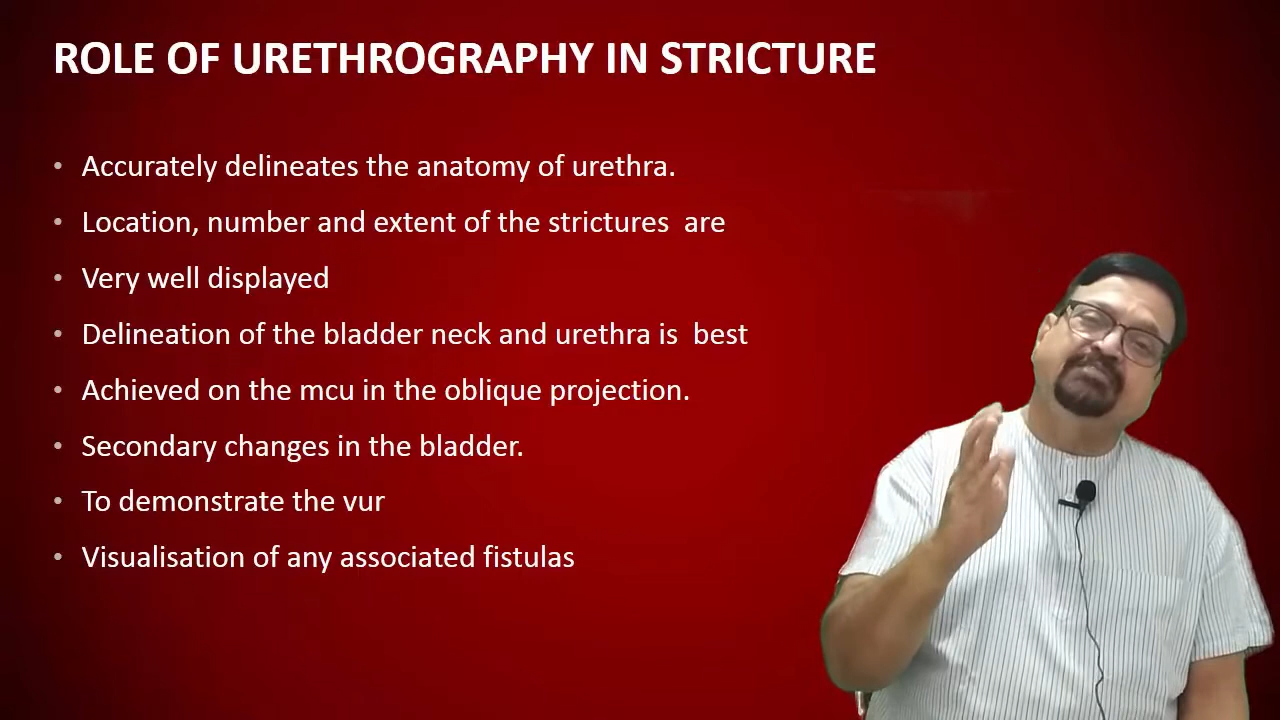 ROLE OF URETHROGRAPHY IN STRICTURE
• Accurately delineates the anatomy of urethra.
• Location, number and extent of the strictures are
• Very well displayed
• Delineation of the bladder neck and urethra is best
• Achieved on the mcu in the oblique projection.
• Secondary changes in the bladder.
• To demonstrate the vur
• Visualisation of any associated fistulas